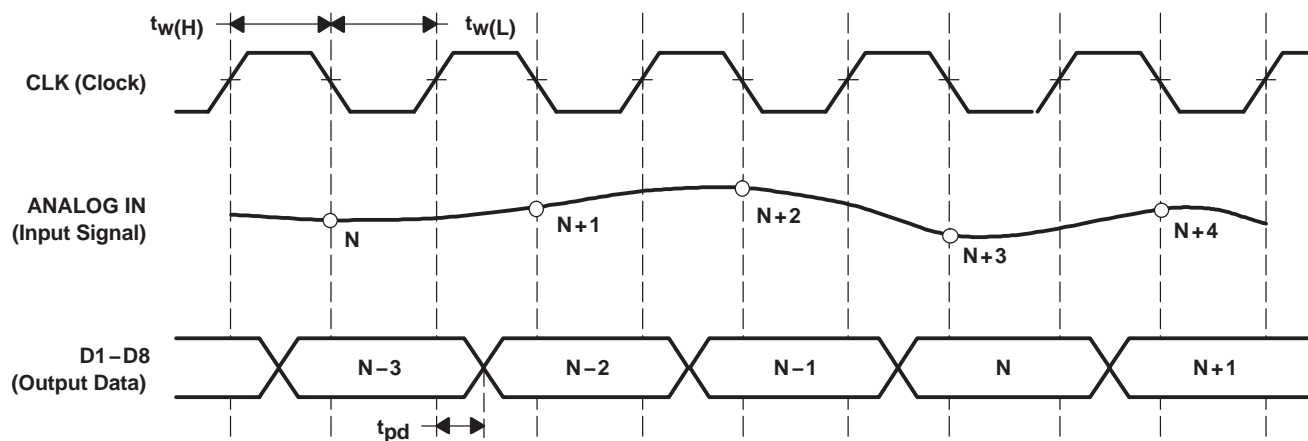 tw(H)
tw(L)
CLK (Clock)
ANALOG IN
(Input Signal)
N
N+1
N+2
N+3
N+4
D1–D8
(Output Data)
N–3
N–2
N–1
N
N+1
tpd